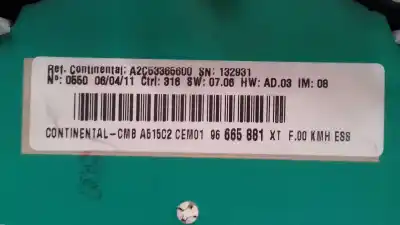 Ref. Continental: A2C53365600 SN: 132931
Nº: 0550 06/04/11 Ctrl: 316 SW: 07.06 HW: AD.03 IM: 08
CONTINENTAL-CMB A515C2 CEM01 96 665 881 XT F.00 KMH ESS